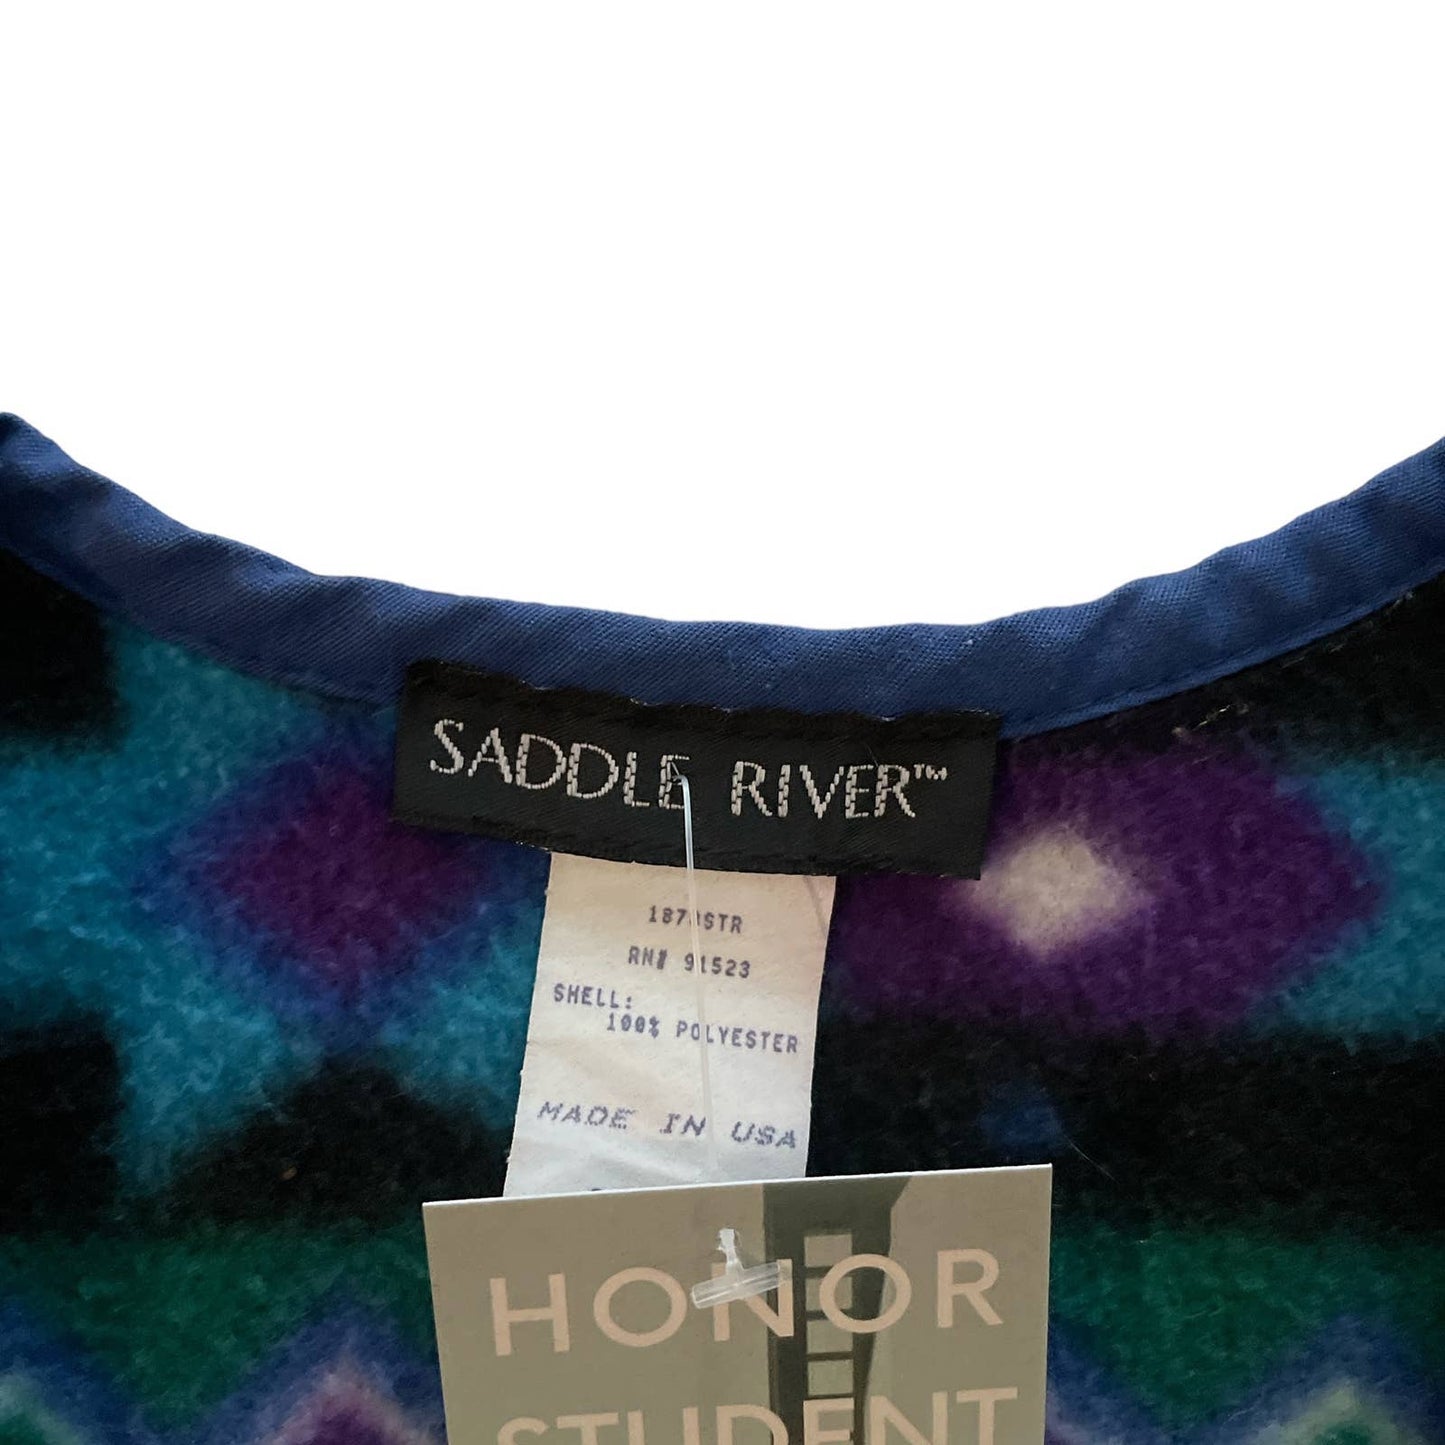 SADDLE RIVER™
RN# 91523
SHELL:
100% POLYESTER
MADE IN USA
HONOR
STUDENT